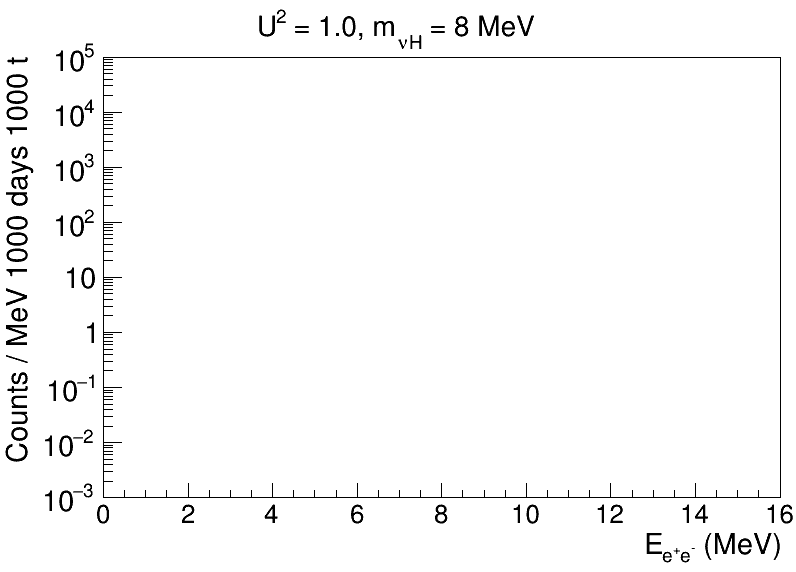 U² = 1.0, m_νH = 8 MeV
Counts / MeV 1000 days 1000 t
10⁵
10⁴
10³
10²
10
1
10⁻¹
10⁻²
10⁻³
0 2 4 6 8 10 12 14 16
E_e⁺e⁻ (MeV)